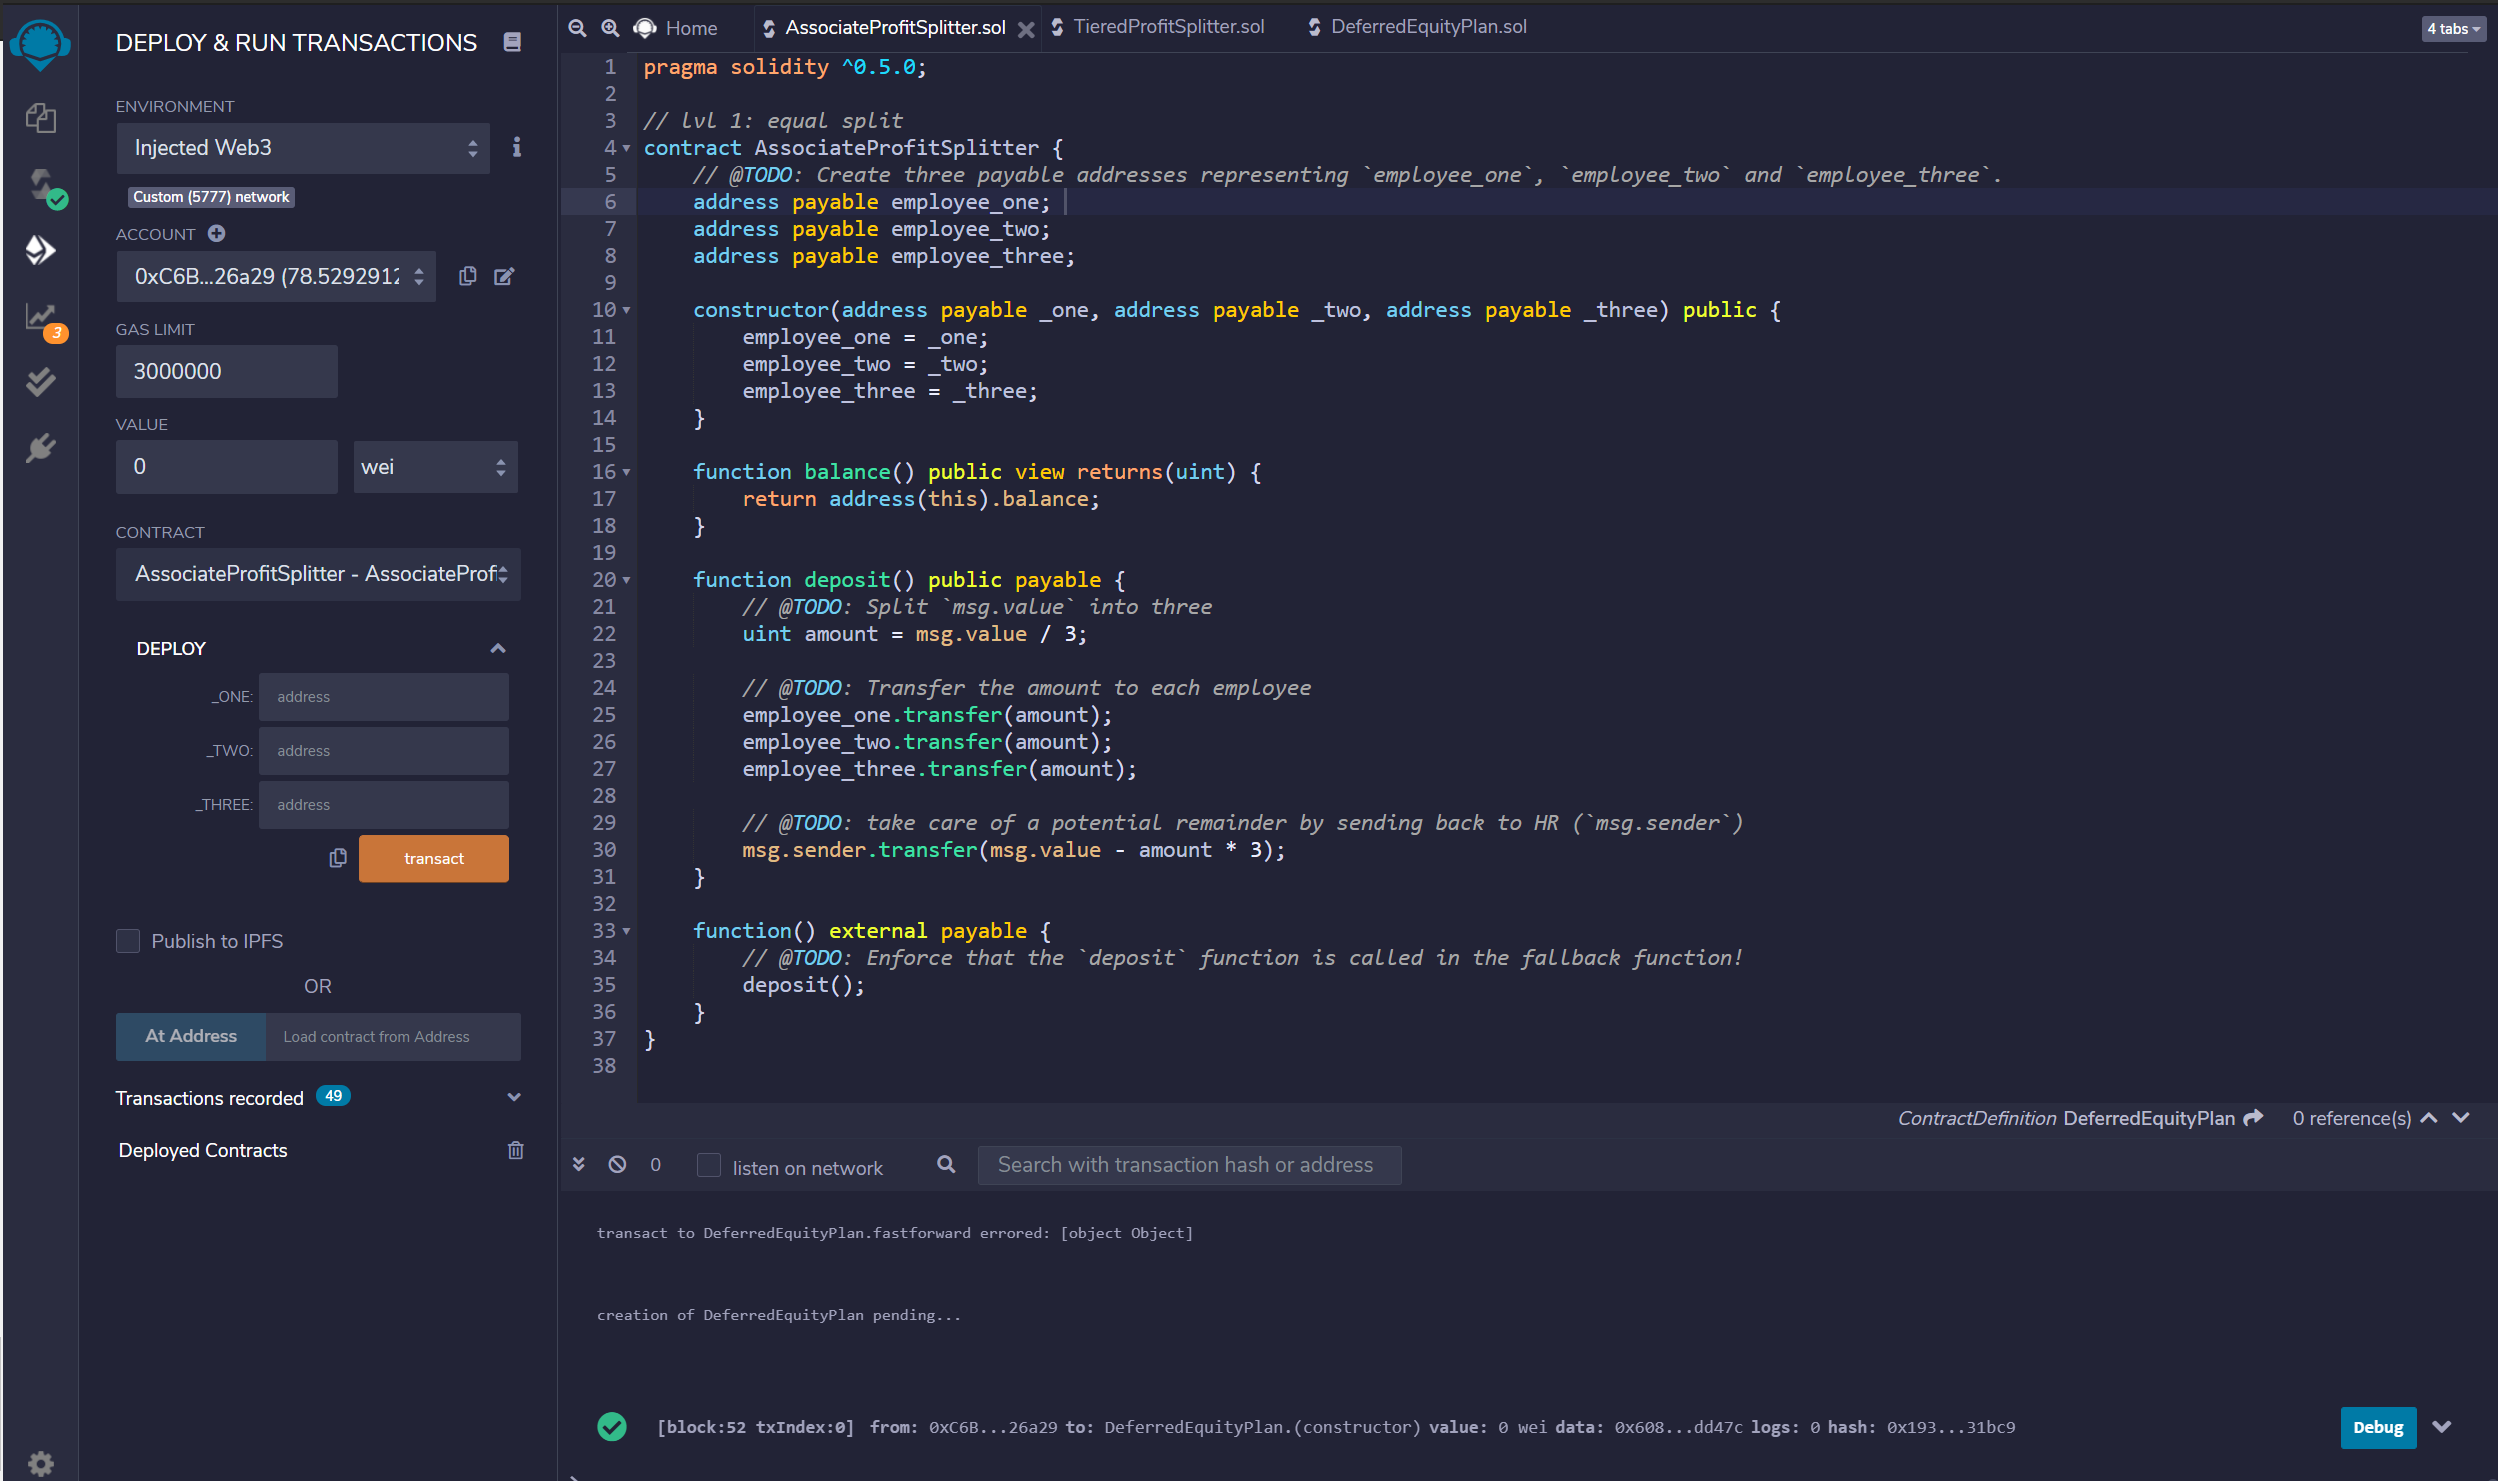 DEPLOY & RUN TRANSACTIONS
ENVIRONMENT
Injected Web3
Custom (5777) network
ACCOUNT
0xC6B...26a29 (78.5292912
GAS LIMIT
3000000
VALUE
0
wei
CONTRACT
AssociateProfitSplitter - AssociateProfi
DEPLOY
_ONE: address
_TWO: address
_THREE: address
transact
Publish to IPFS
OR
At Address
Load contract from Address
Transactions recorded 49
Deployed Contracts
3
Home
AssociateProfitSplitter.sol
TieredProfitSplitter.sol
DeferredEquityPlan.sol
4 tabs
1 pragma solidity ^0.5.0;
2
3 // lvl 1: equal split
4 contract AssociateProfitSplitter {
5 // @TODO: Create three payable addresses representing `employee_one`, `employee_two` and `employee_three`.
6 address payable employee_one;
7 address payable employee_two;
8 address payable employee_three;
9
10 constructor(address payable _one, address payable _two, address payable _three) public {
11 employee_one = _one;
12 employee_two = _two;
13 employee_three = _three;
14 }
15
16 function balance() public view returns(uint) {
17 return address(this).balance;
18 }
19
20 function deposit() public payable {
21 // @TODO: Split `msg.value` into three
22 uint amount = msg.value / 3;
23
24 // @TODO: Transfer the amount to each employee
25 employee_one.transfer(amount);
26 employee_two.transfer(amount);
27 employee_three.transfer(amount);
28
29 // @TODO: take care of a potential remainder by sending back to HR (`msg.sender`)
30 msg.sender.transfer(msg.value - amount * 3);
31 }
32
33 function() external payable {
34 // @TODO: Enforce that the `deposit` function is called in the fallback function!
35 deposit();
36 }
37 }
38
ContractDefinition DeferredEquityPlan 0 reference(s)
0
listen on network
Search with transaction hash or address
transact to DeferredEquityPlan.fastforward errored: [object Object]
creation of DeferredEquityPlan pending...
[block:52 txIndex:0] from: 0xC6B...26a29 to: DeferredEquityPlan.(constructor) value: 0 wei data: 0x608...dd47c logs: 0 hash: 0x193...31bc9
Debug